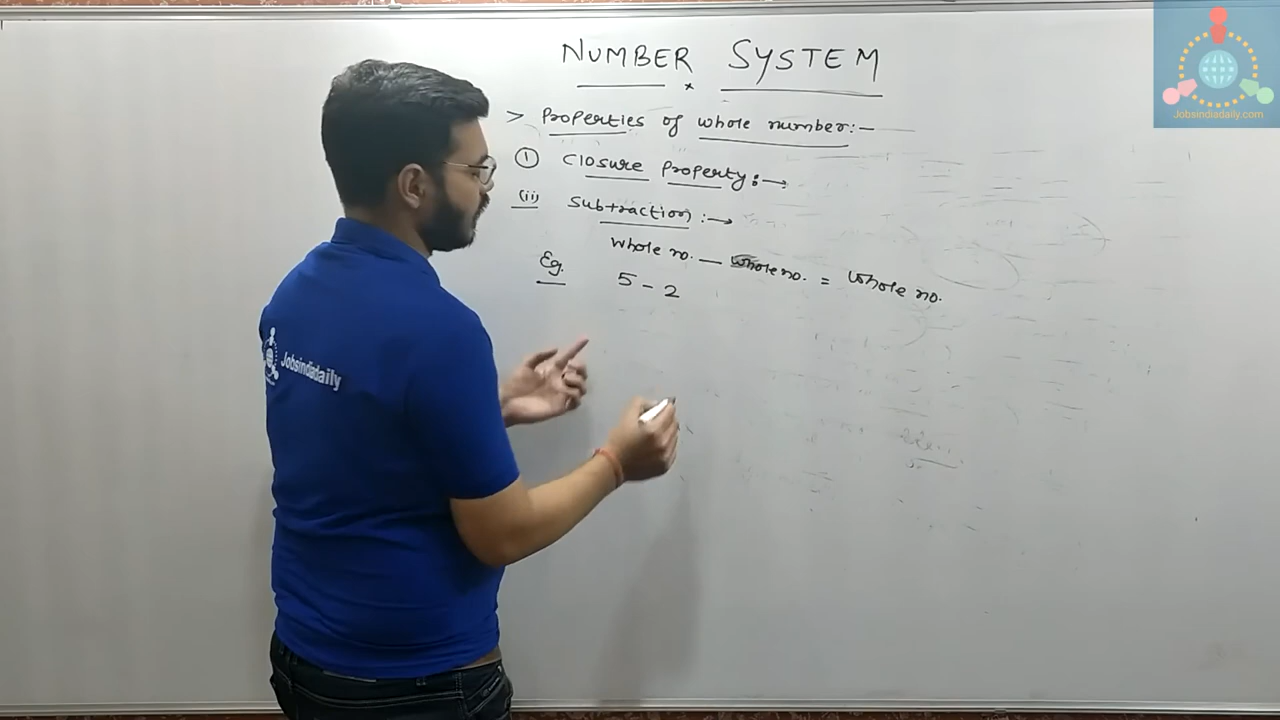 NUMBER SYSTEM
> Properties of whole number:-
① Closure Property:→
(ii) Subtraction:→
Whole no. — Whole no. = Whole no.
Eg. 5 - 2
Jobsindiadaily
Jobsindiadaily.com